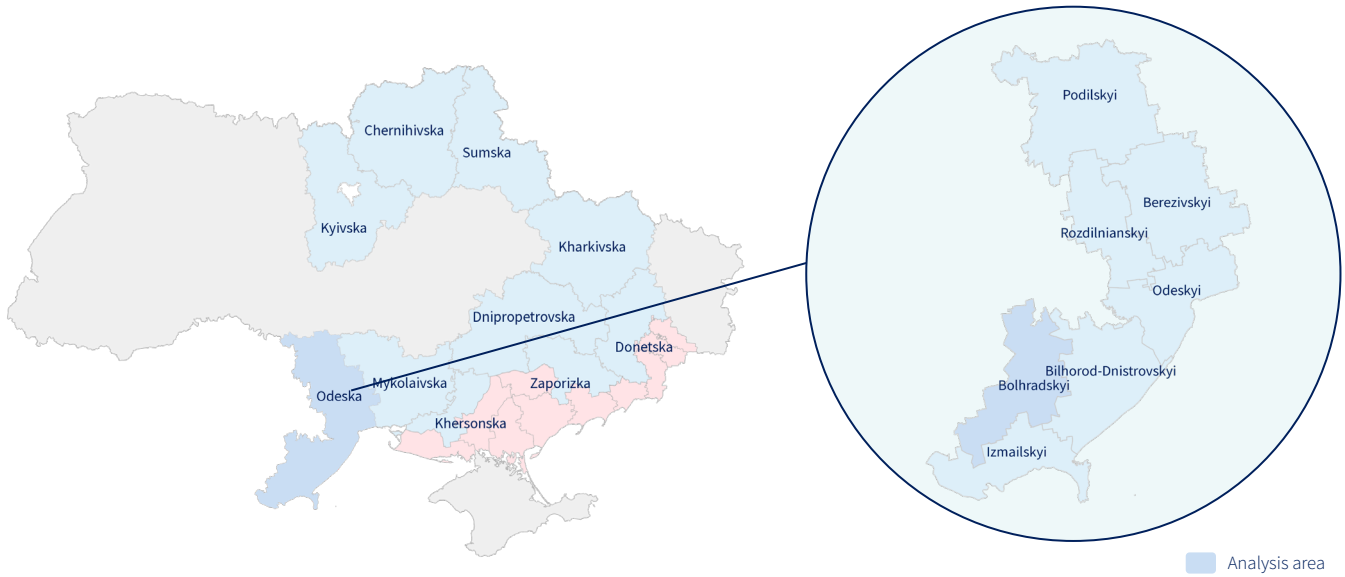 Chernihivska
Sumska
Kyivska
Kharkivska
Dnipropetrovska
Donetska
Mykolaivska
Zaporizka
Odeska
Khersonska
Podilskyi
Berezivskyi
Rozdilnianskyi
Odeskyi
Bilhorod-Dnistrovskyi
Bolhradskyi
Izmailskyi
Analysis area